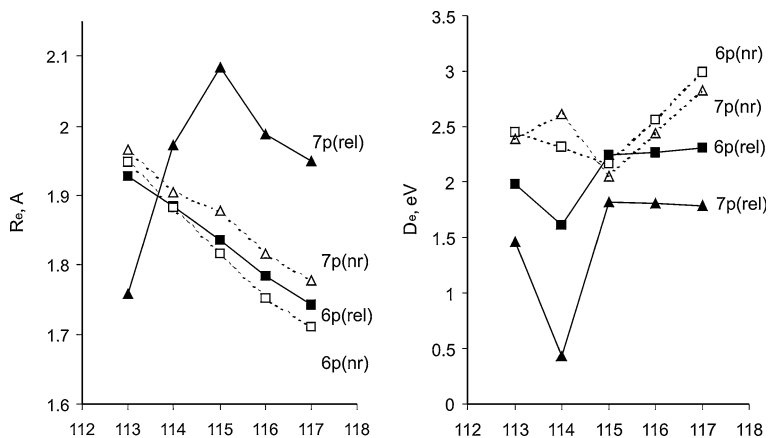 2.1
2
1.9
1.8
1.7
1.6
Re, A
7p(rel)
7p(nr)
6p(rel)
6p(nr)
112 113 114 115 116 117 118
3.5
3
2.5
2
1.5
1
0.5
0
De, eV
6p(nr)
7p(nr)
6p(rel)
7p(rel)
112 113 114 115 116 117 118